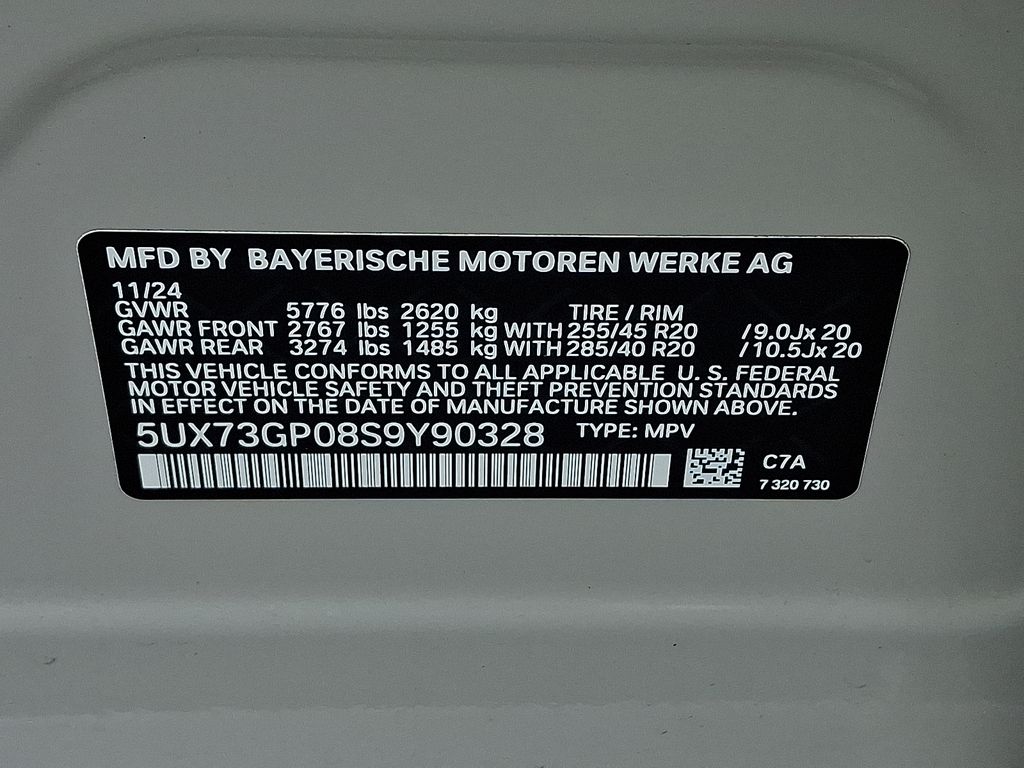 MFD BY BAYERISCHE MOTOREN WERKE AG
11/24
GVWR 5776 lbs 2620 kg TIRE / RIM
GAWR FRONT 2767 lbs 1255 kg WITH 255/45 R20 / 9.0Jx 20
GAWR REAR 3274 lbs 1485 kg WITH 285/40 R20 / 10.5Jx 20
THIS VEHICLE CONFORMS TO ALL APPLICABLE U. S. FEDERAL
MOTOR VEHICLE SAFETY AND THEFT PREVENTION STANDARDS
IN EFFECT ON THE DATE OF MANUFACTURE SHOWN ABOVE.
5UX73GP08S9Y90328 TYPE: MPV
C7A
7 320 730